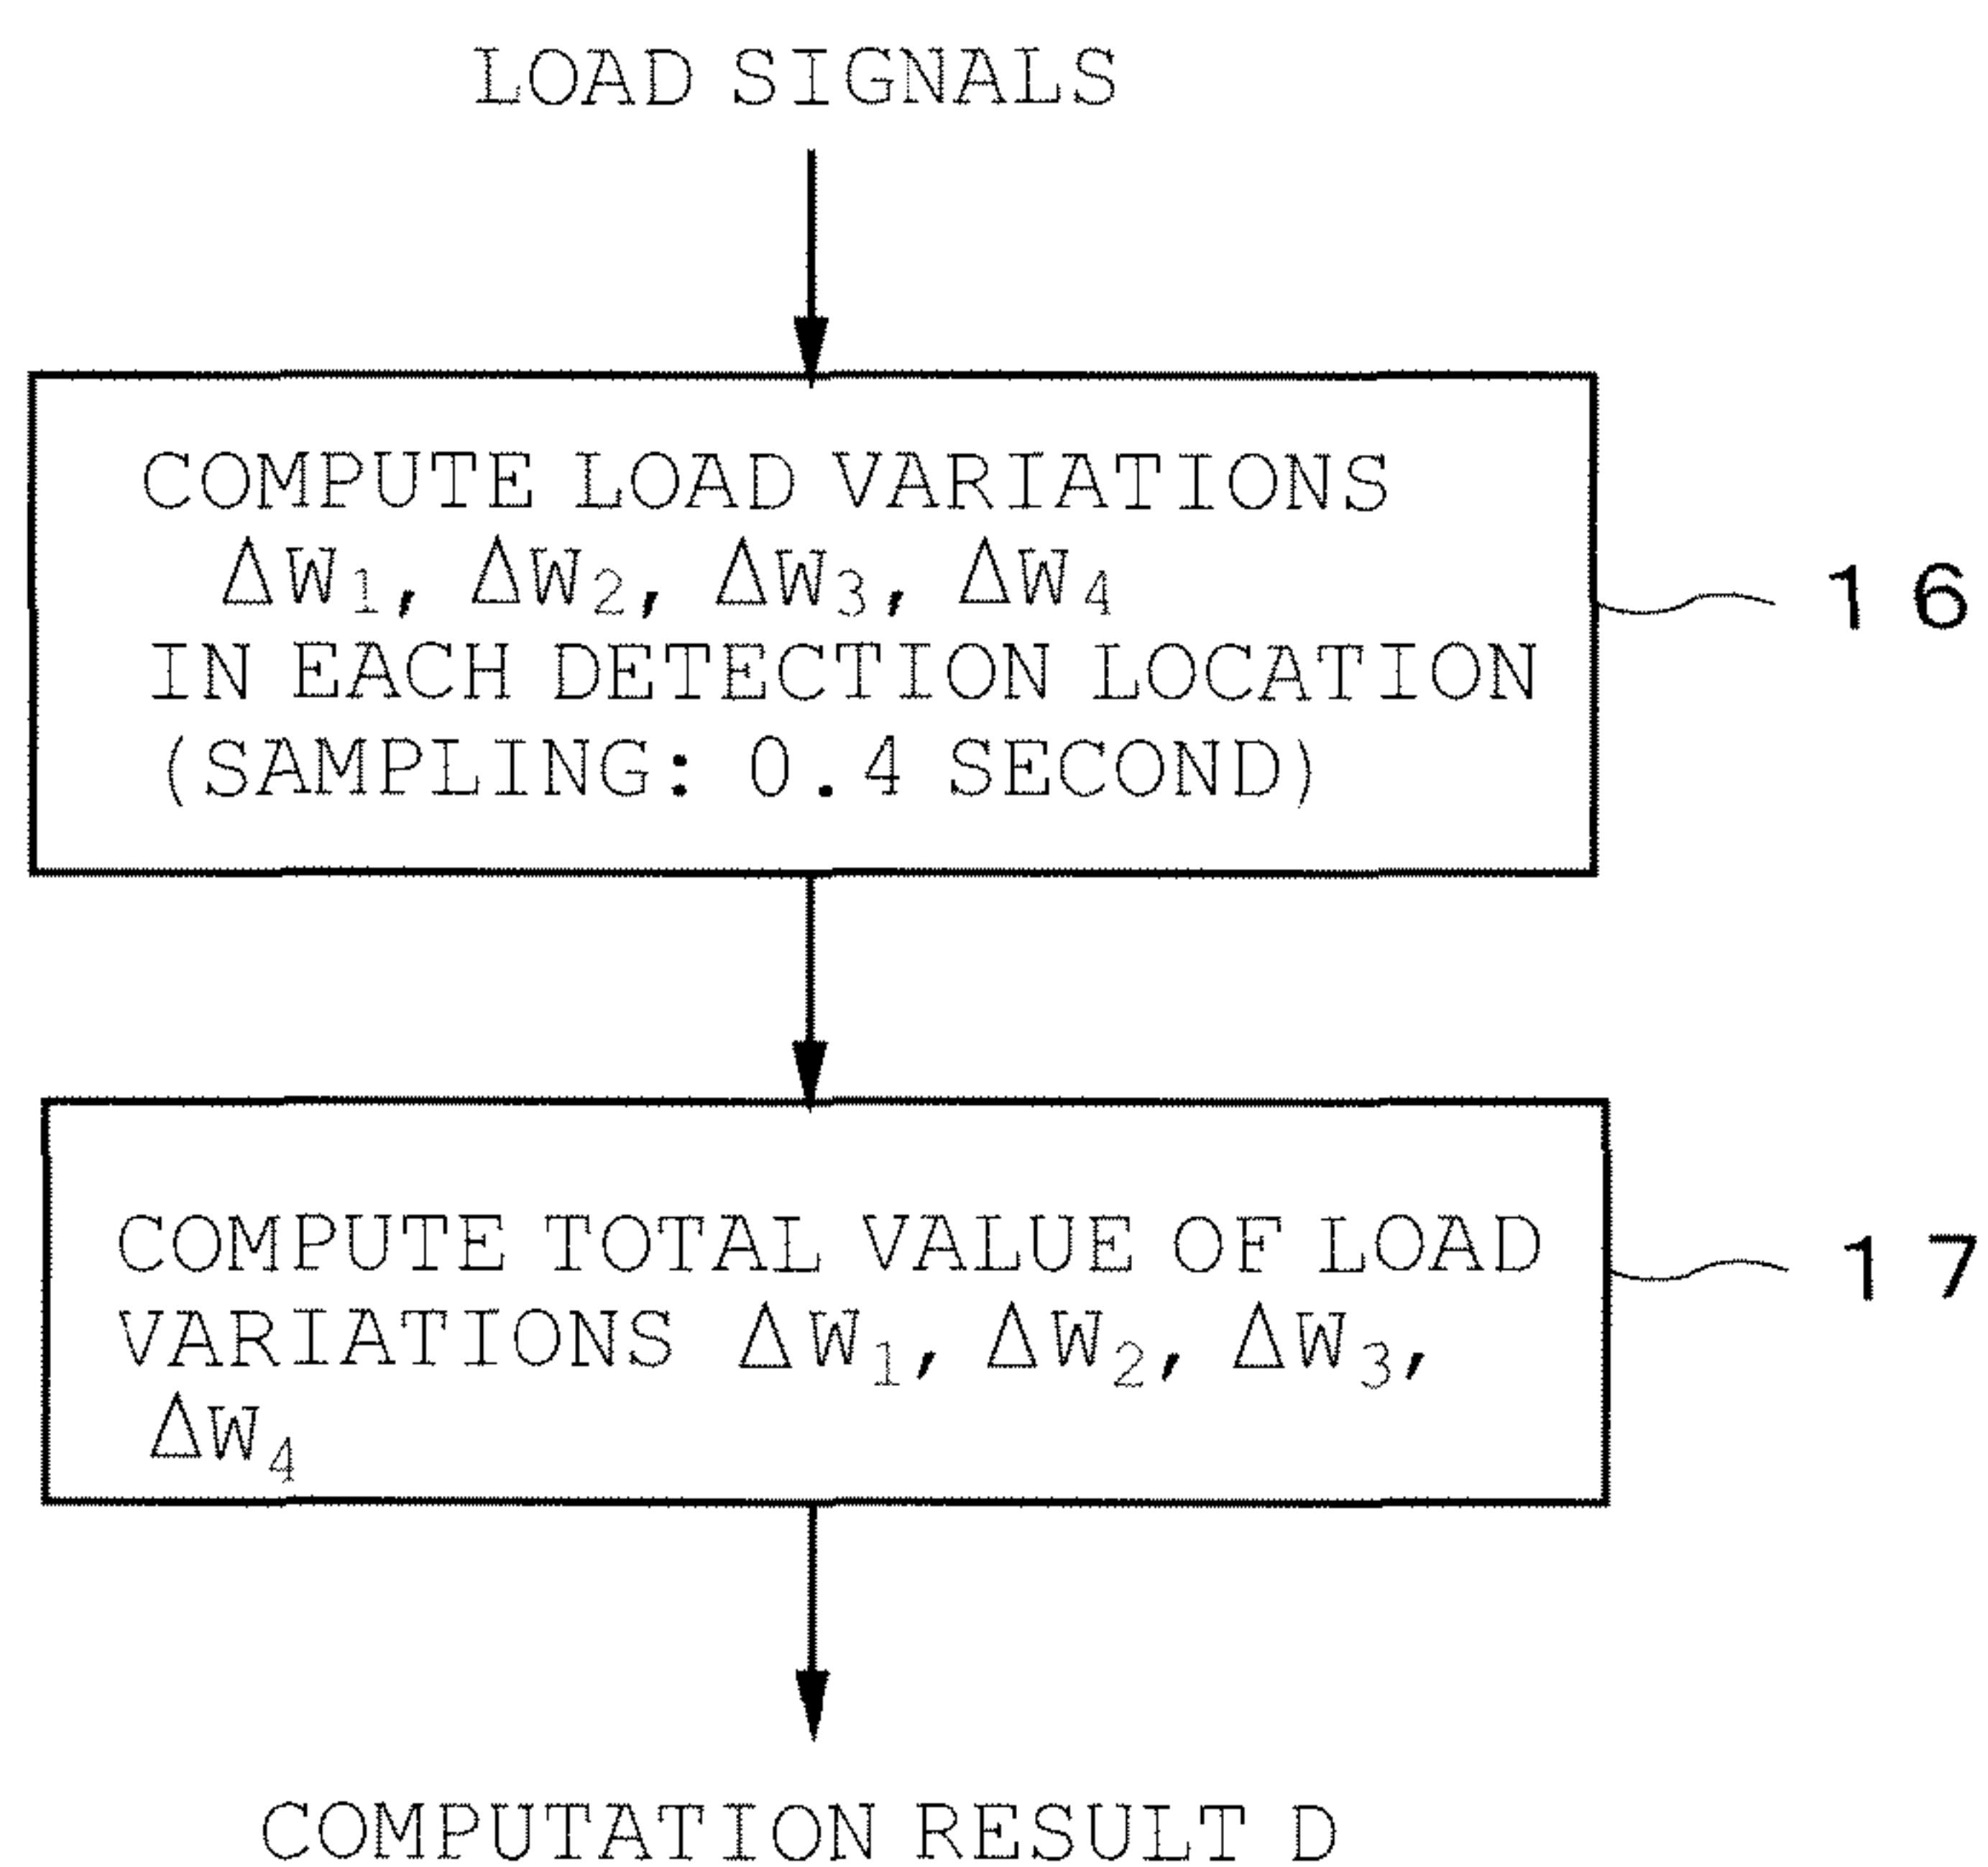 LOAD SIGNALS
COMPUTE LOAD VARIATIONS
ΔW₁, ΔW₂, ΔW₃, ΔW₄
IN EACH DETECTION LOCATION
(SAMPLING: 0.4 SECOND)
16
COMPUTE TOTAL VALUE OF LOAD
VARIATIONS ΔW₁, ΔW₂, ΔW₃,
ΔW₄
17
COMPUTATION RESULT D